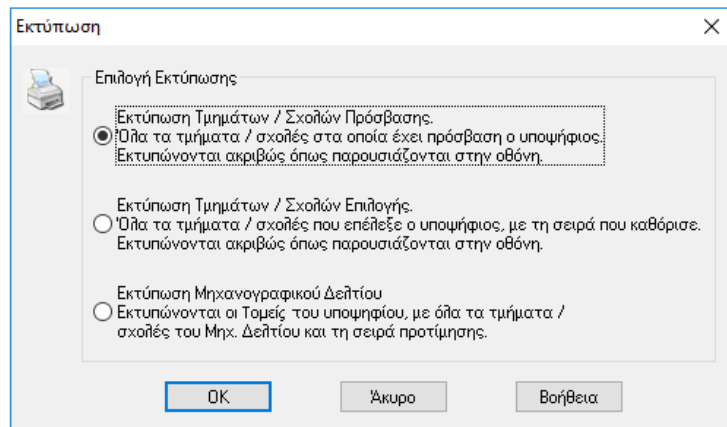 Εκτύπωση
Επιλογή Εκτύπωσης
Εκτύπωση Τμημάτων / Σχολών Πρόσβασης.
Όλα τα τμήματα / σχολές στα οποία έχει πρόσβαση ο υποψήφιος.
Εκτυπώνονται ακριβώς όπως παρουσιάζονται στην οθόνη.
Εκτύπωση Τμημάτων / Σχολών Επιλογής.
Όλα τα τμήματα / σχολές που επέλεξε ο υποψήφιος, με τη σειρά που καθόρισε.
Εκτυπώνονται ακριβώς όπως παρουσιάζονται στην οθόνη.
Εκτύπωση Μηχανογραφικού Δελτίου
Εκτυπώνονται οι Τομείς του υποψηφίου, με όλα τα τμήματα /
σχολές του Μηχ. Δελτίου και τη σειρά προτίμησης.
OK Άκυρο Βοήθεια